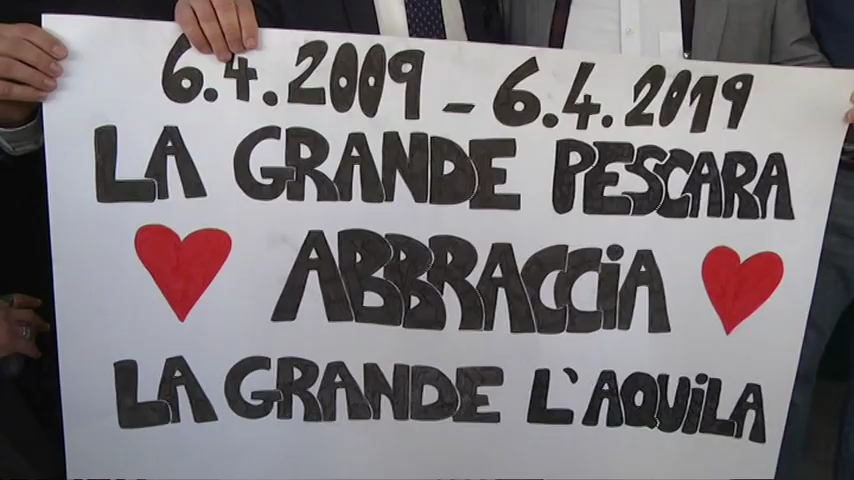 6.4.2009 - 6.4.2019
LA GRANDE PESCARA
ABBRACCiA
LA GRANDE L'AQUiLA